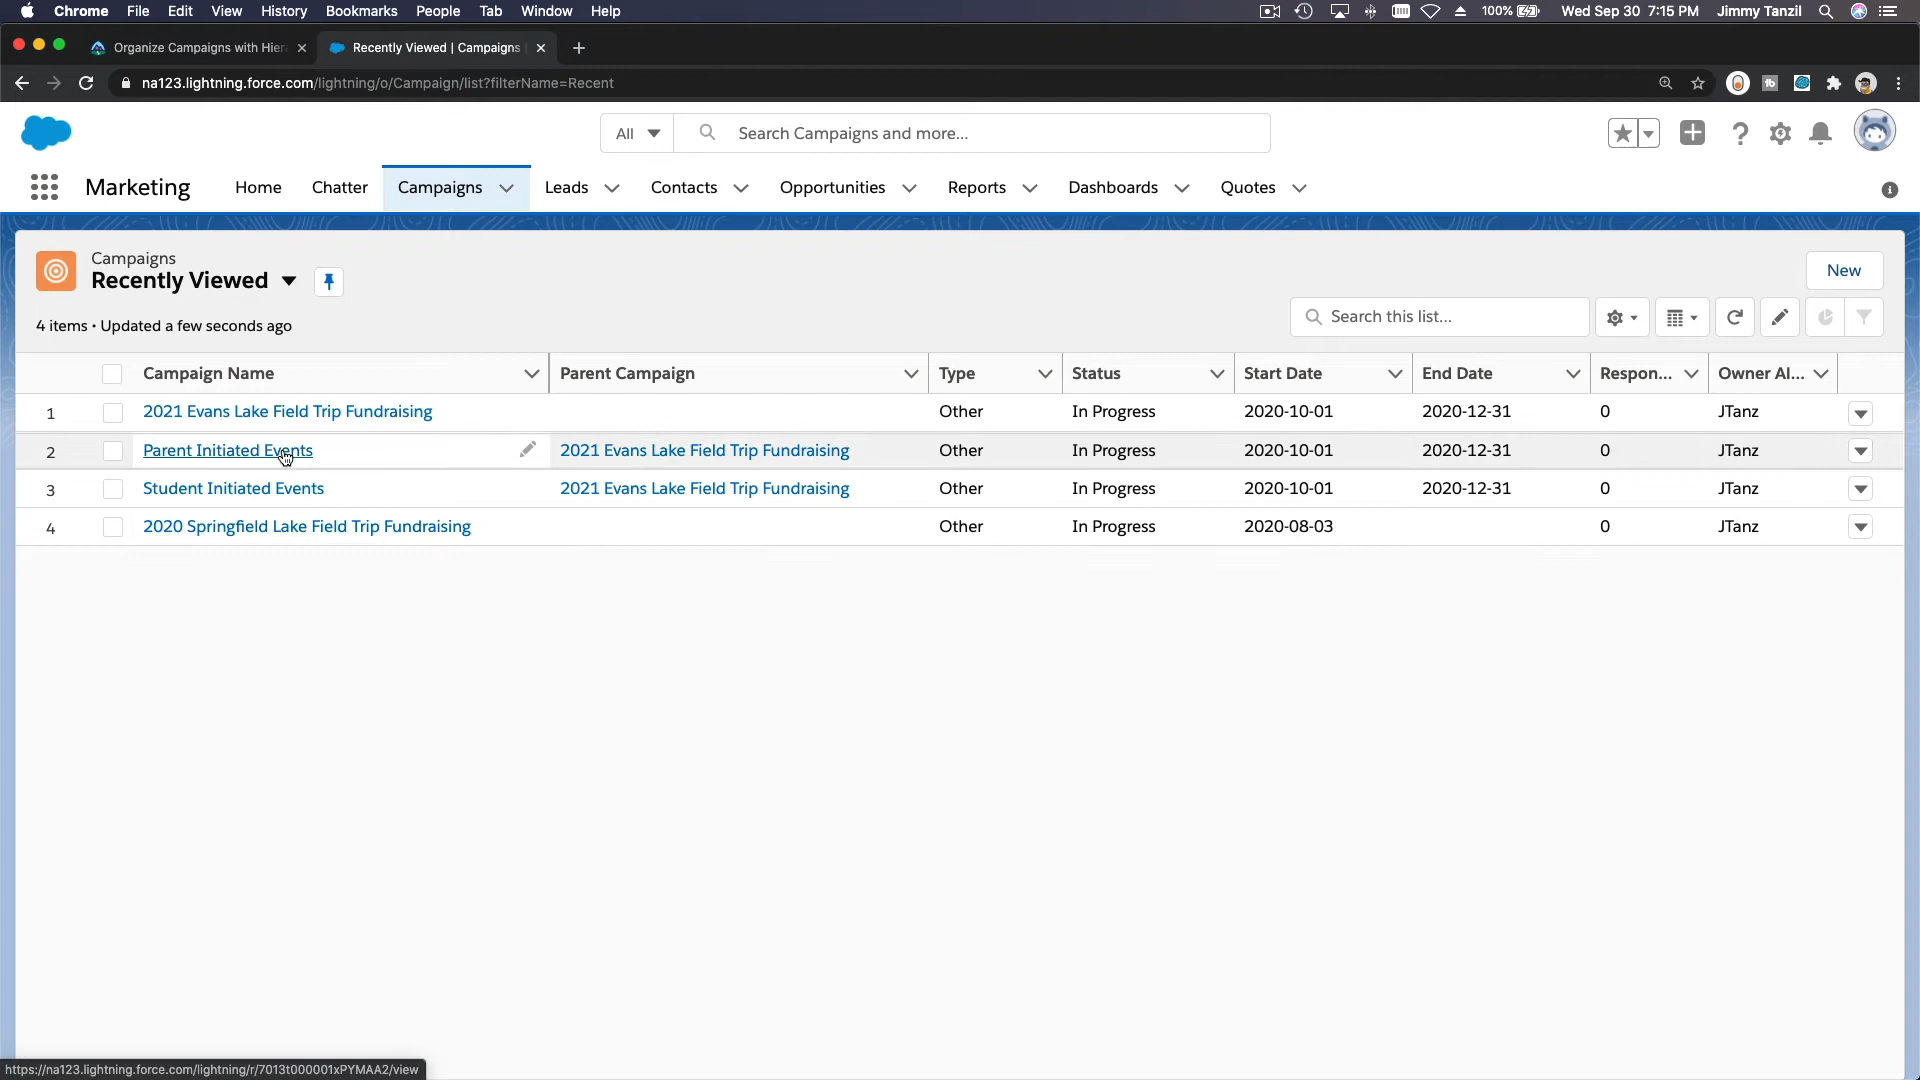 Chrome File Edit View History Bookmarks People Tab Window Help 100% Wed Sep 30 7:15 PM Jimmy Tanzil
Organize Campaigns with Hier Recently Viewed | Campaigns
na123.lightning.force.com/lightning/o/Campaign/list?filterName=Recent
All Search Campaigns and more...
Marketing Home Chatter Campaigns Leads Contacts Opportunities Reports Dashboards Quotes
Campaigns
Recently Viewed
New
4 items • Updated a few seconds ago
Search this list...
Campaign Name Parent Campaign Type Status Start Date End Date Respon... Owner Al...
1 2021 Evans Lake Field Trip Fundraising Other In Progress 2020-10-01 2020-12-31 0 JTanz
2 Parent Initiated Events 2021 Evans Lake Field Trip Fundraising Other In Progress 2020-10-01 2020-12-31 0 JTanz
3 Student Initiated Events 2021 Evans Lake Field Trip Fundraising Other In Progress 2020-10-01 2020-12-31 0 JTanz
4 2020 Springfield Lake Field Trip Fundraising Other In Progress 2020-08-03 0 JTanz
https://na123.lightning.force.com/lightning/r/7013t000001xPYMAA2/view